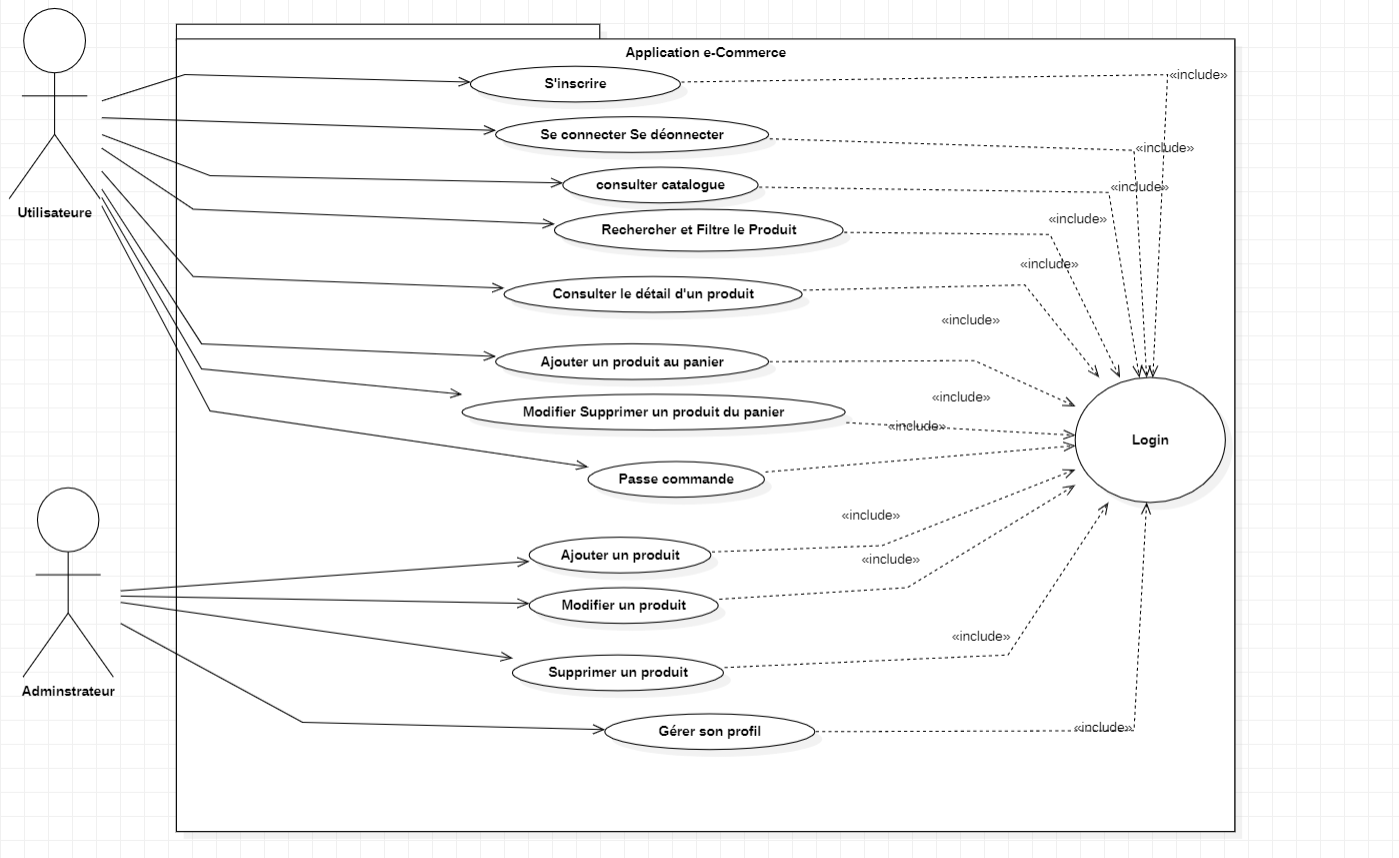 Application e-Commerce
S'inscrire
«include»
Se connecter Se déonnecter
«include»
consulter catalogue
«include»
Utilisateure
Rechercher et Filtre le Produit
«include»
«include»
Consulter le détail d'un produit
«include»
Ajouter un produit au panier
«include»
Modifier Supprimer un produit du panier
«include»
Login
Passe commande
«include»
Ajouter un produit
«include»
Modifier un produit
«include»
Supprimer un produit
Adminstrateur
Gérer son profil
«include»